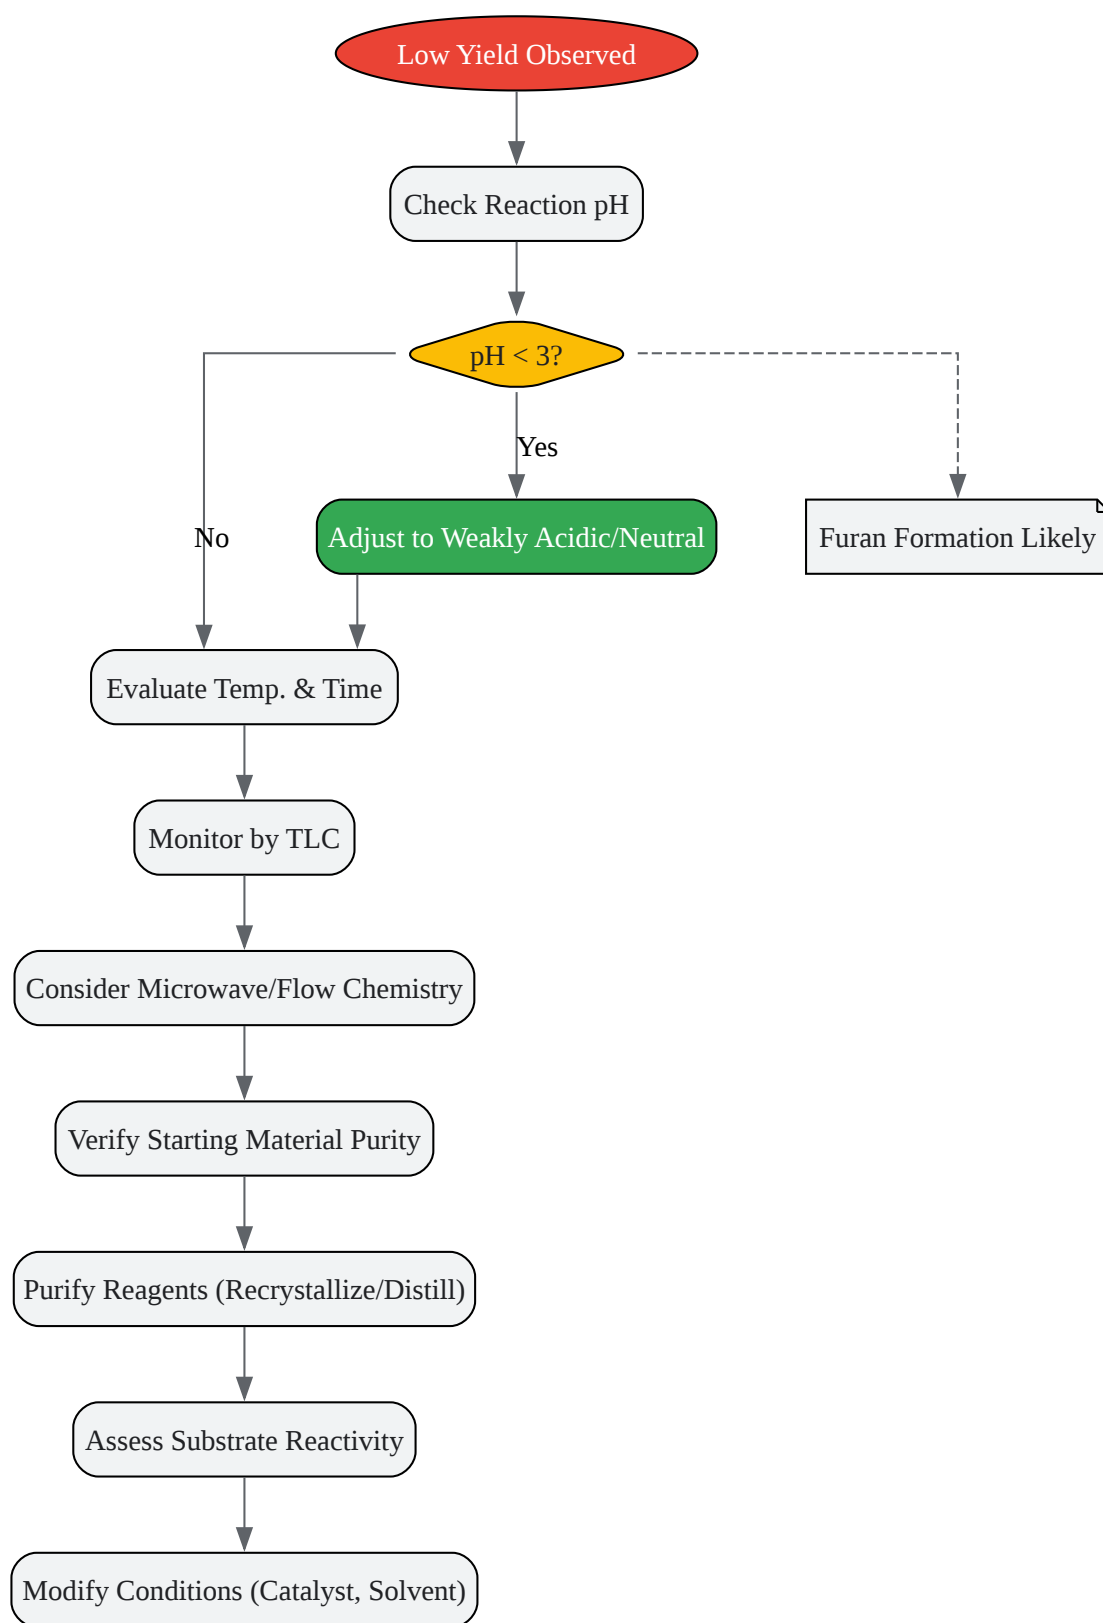 Low Yield Observed
Check Reaction pH
pH < 3?
Yes
No
Adjust to Weakly Acidic/Neutral
Furan Formation Likely
Evaluate Temp. & Time
Monitor by TLC
Consider Microwave/Flow Chemistry
Verify Starting Material Purity
Purify Reagents (Recrystallize/Distill)
Assess Substrate Reactivity
Modify Conditions (Catalyst, Solvent)